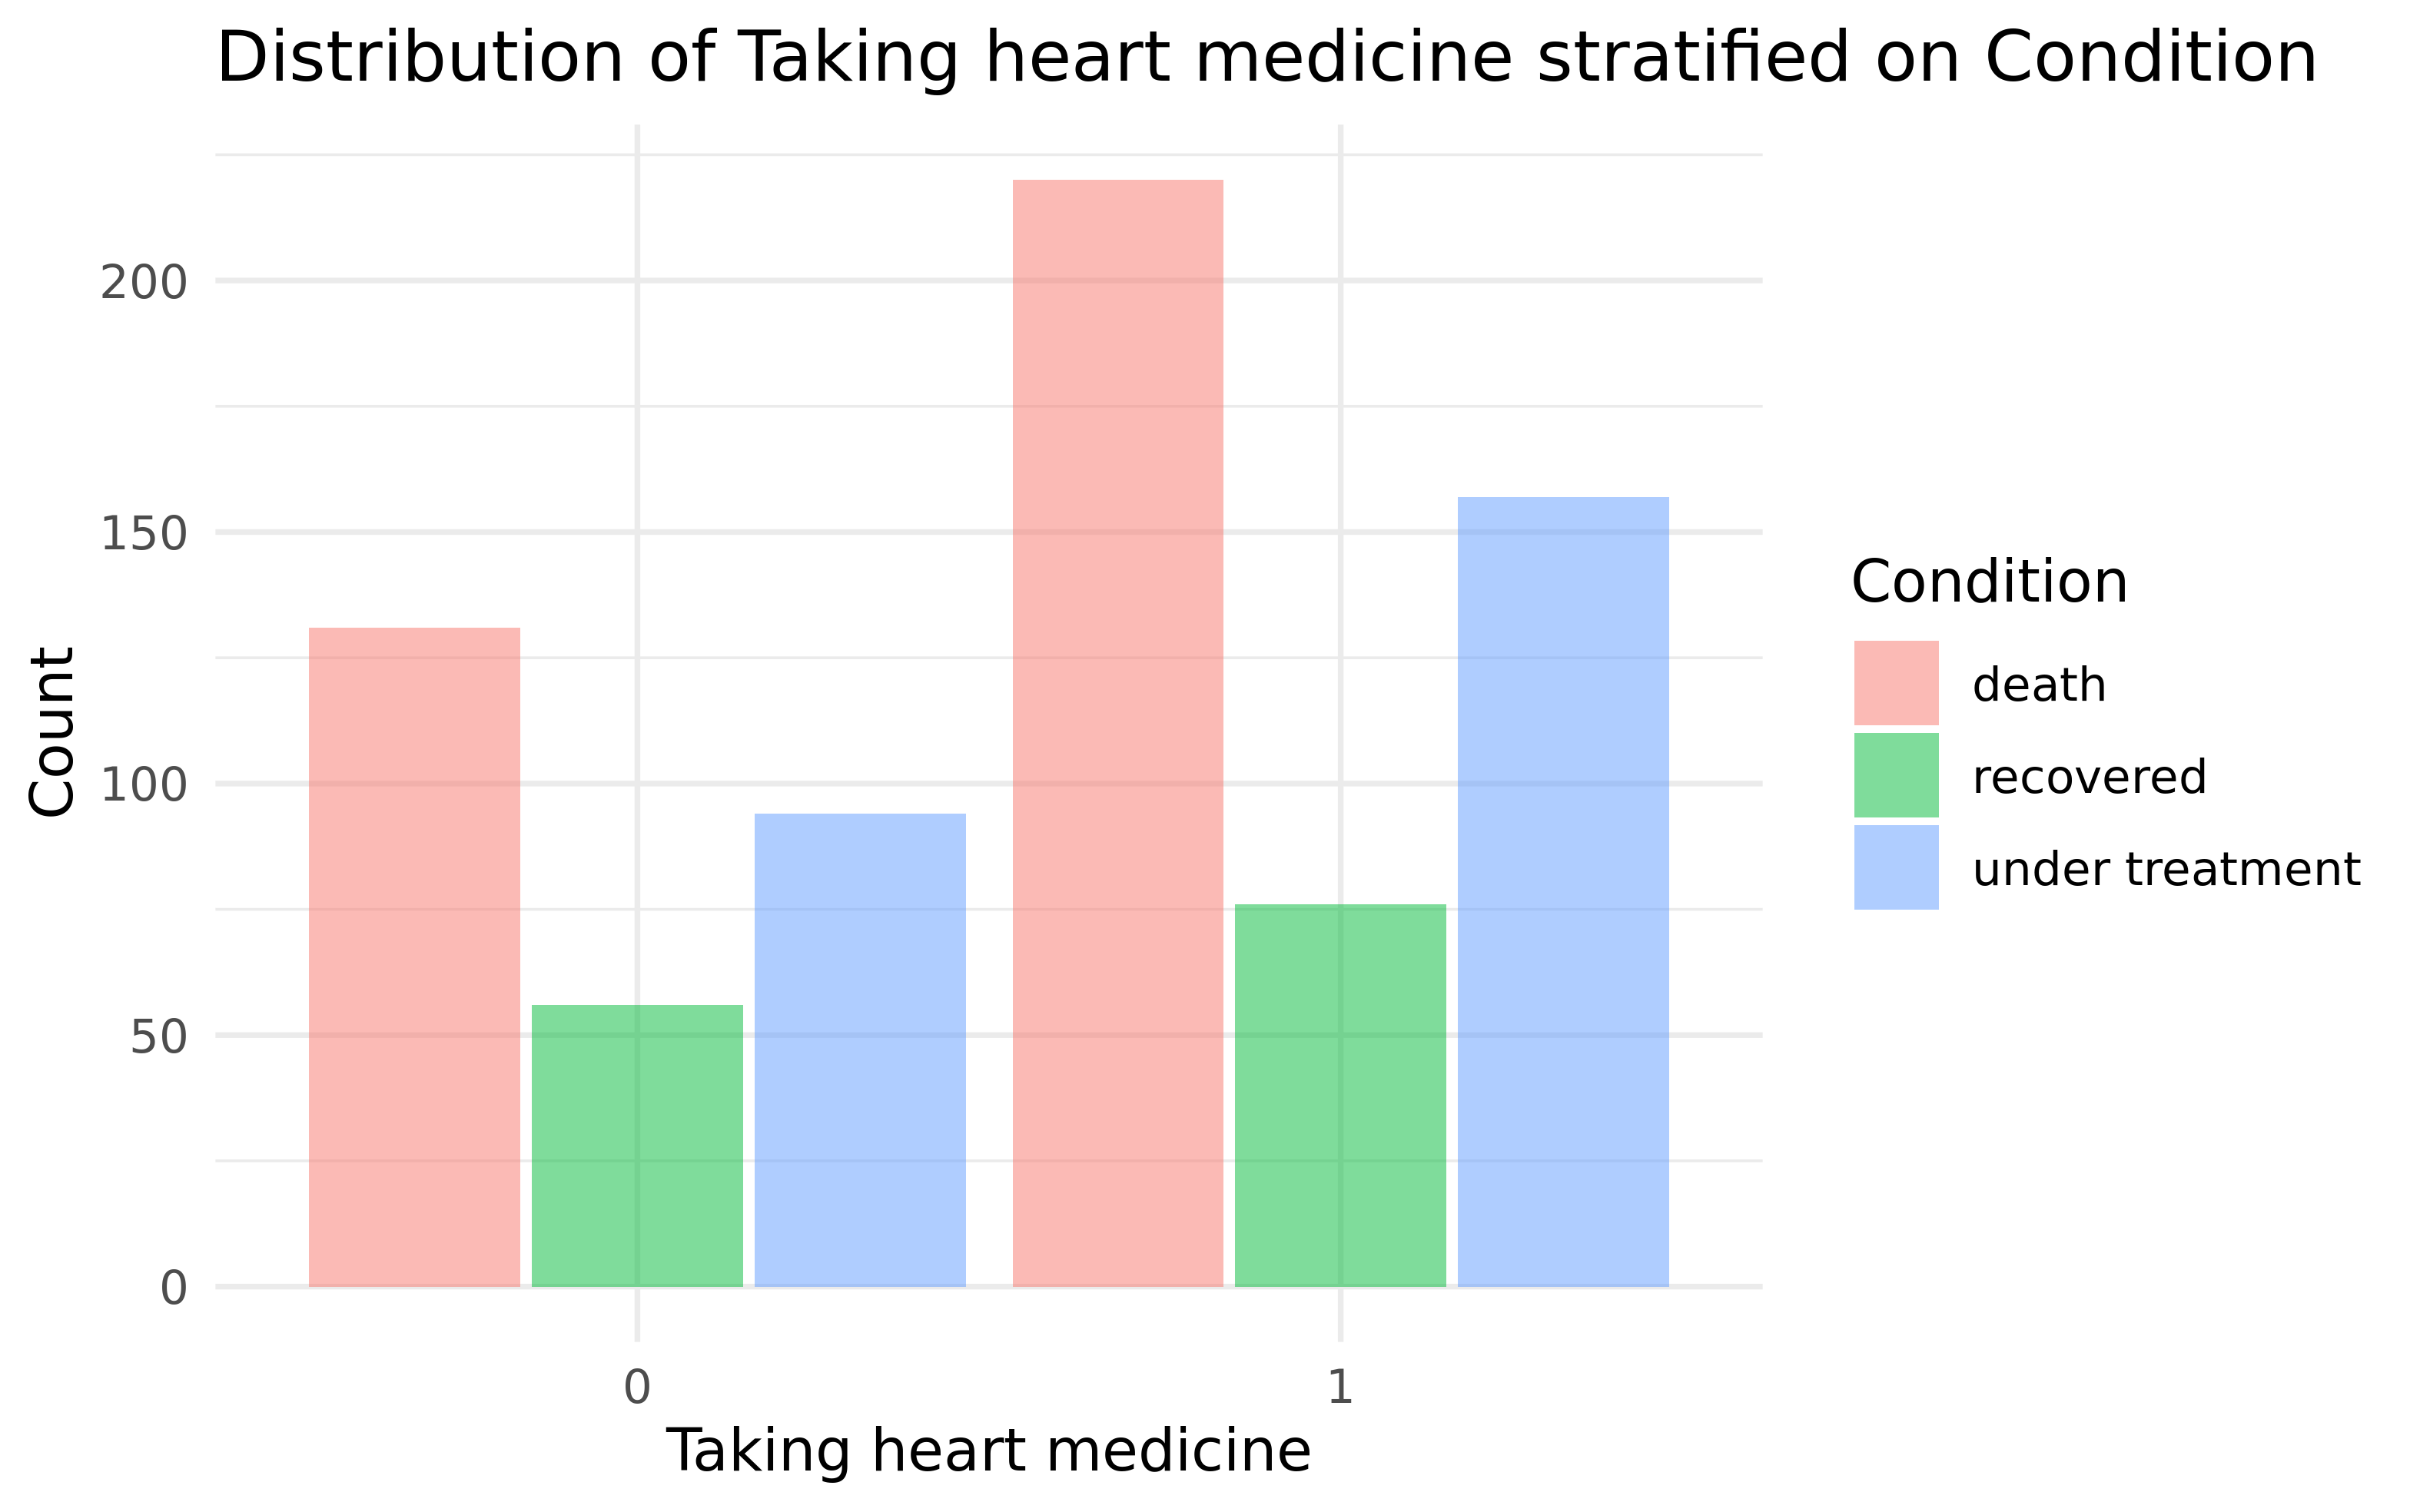 Distribution of Taking heart medicine stratified on Condition
Count
200
150
100
50
0
0
1
Taking heart medicine
Condition
death
recovered
under treatment